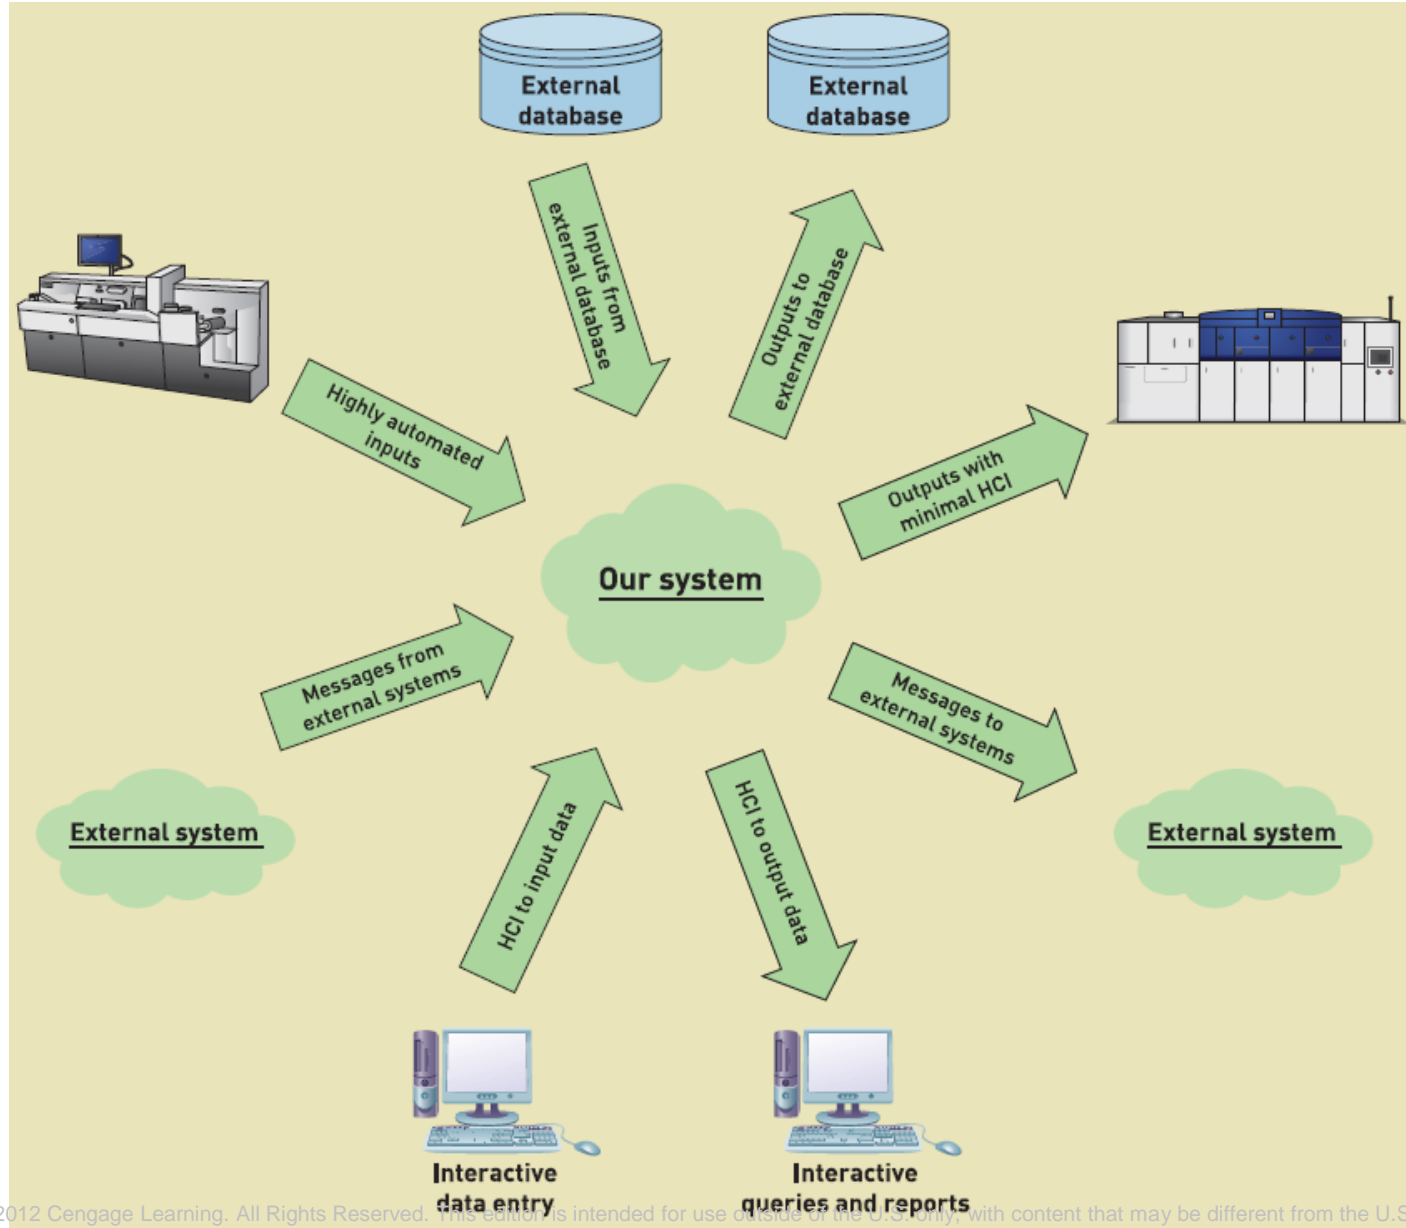 External
database
External
database
Inputs from
external database
Outputs to
external database
Highly automated
inputs
Outputs with
minimal HCI
Our system
Messages from
external systems
Messages to
external systems
External system
External system
HCI to input data
HCI to output data
Interactive
data entry
Interactive
queries and reports
2012 Cengage Learning. All Rights Reserved. This edition is intended for use outside of the U.S. only, with content that may be different from the U.S.